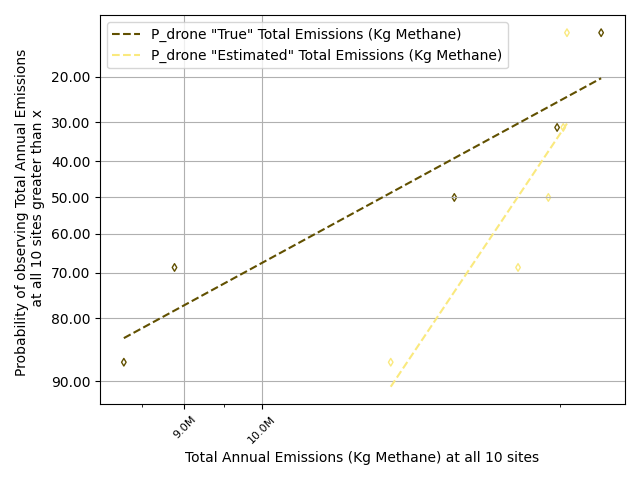 P_drone "True" Total Emissions (Kg Methane)
P_drone "Estimated" Total Emissions (Kg Methane)
Probability of observing Total Annual Emissions
at all 10 sites greater than x
20.00
30.00
40.00
50.00
60.00
70.00
80.00
90.00
9.0M
10.0M
Total Annual Emissions (Kg Methane) at all 10 sites